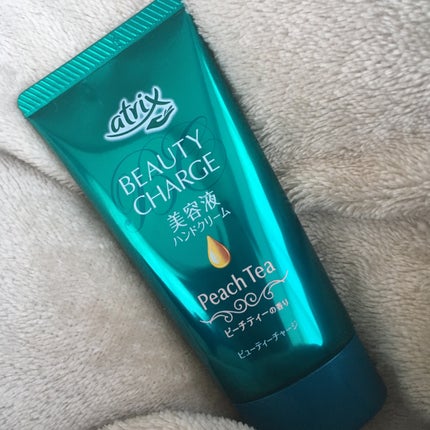 atrix
BEAUTY
CHARGE
美容液
ハンドクリーム
Peach Tea
ピーチティーの香り
ビューティーチャージ